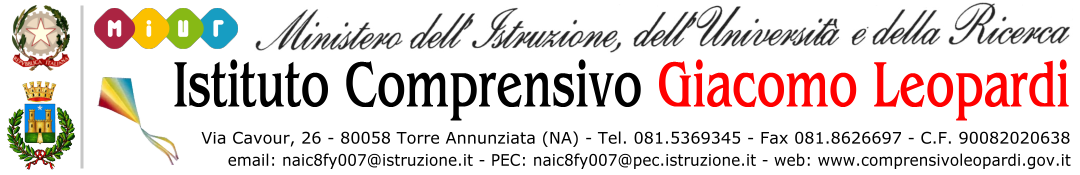 miur
Ministero dell'Istruzione, dell'Università e della Ricerca
Istituto Comprensivo Giacomo Leopardi
Via Cavour, 26 - 80058 Torre Annunziata (NA) - Tel. 081.5369345 - Fax 081.8626697 - C.F. 90082020638
email: naic8fy007@istruzione.it - PEC: naic8fy007@pec.istruzione.it - web: www.comprensivoleopardi.gov.it